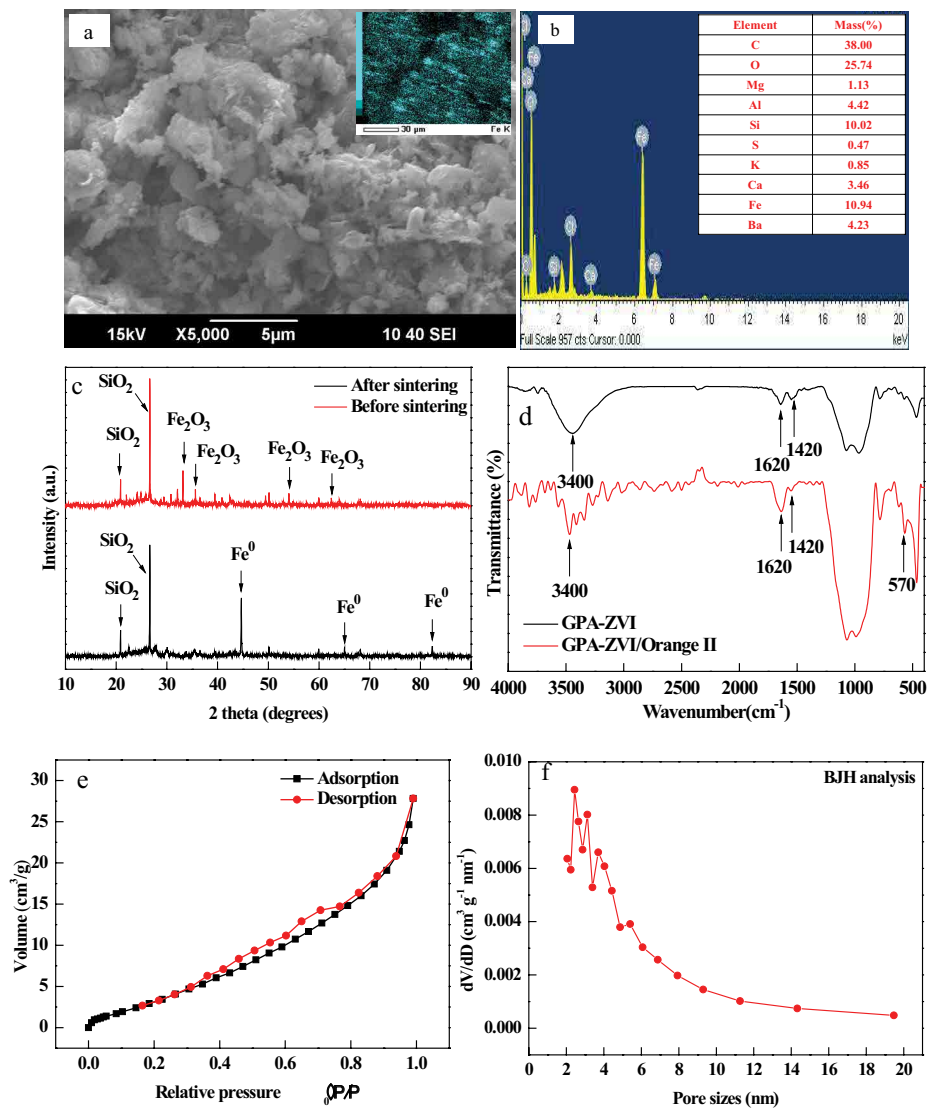 a
30 μm
Fe K
15kV
X5,000
5μm
10 40 SEI
b
Element Mass(%)
C 38.00
O 25.74
Mg 1.13
Al 4.42
Si 10.02
S 0.47
K 0.85
Ca 3.46
Fe 10.94
Ba 4.23
Fe
Fe
2 4 6 8 10 12 14 16 18 20
keV
Full Scale 957 cts Cursor: 0.000
c
After sintering
Before sintering
SiO2
SiO2
Fe2O3
Fe2O3
Fe2O3
Fe2O3
SiO2
SiO2
Fe0
Fe0
Fe0
Intensity (a.u.)
10 20 30 40 50 60 70 80 90
2 theta (degrees)
d
3400
1620
1420
3400
1620
1420
570
GPA-ZVI
GPA-ZVI/Orange II
Transmittance (%)
4000 3500 3000 2500 2000 1500 1000 500
Wavenumber(cm-1)
e
Adsorption
Desorption
Volume (cm3/g)
30
25
20
15
10
5
0
0.0 0.2 0.4 0.6 0.8 1.0
Relative pressure
f
BJH analysis
dV/dD (cm3 g-1 nm-1)
0.010
0.008
0.006
0.004
0.002
0.000
0 2 4 6 8 10 12 14 16 18 20
Pore sizes (nm)